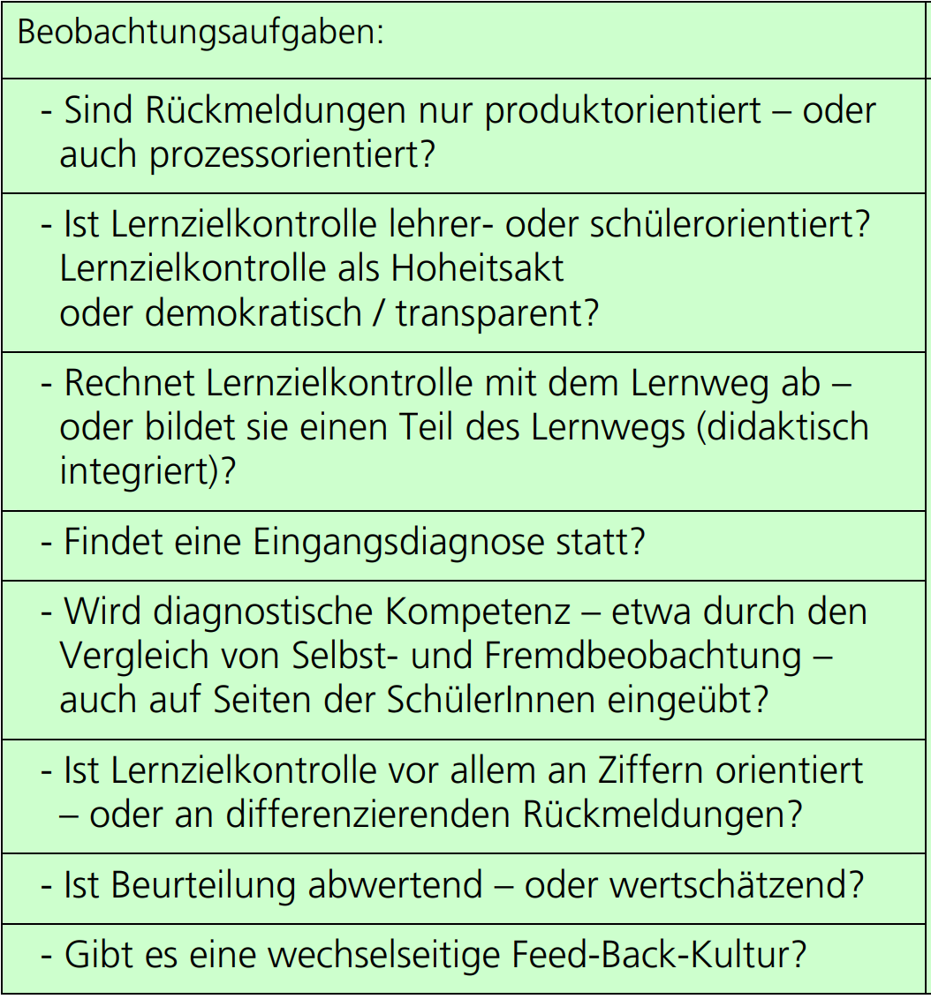 Beobachtungsaufgaben:
- Sind Rückmeldungen nur produktorientiert – oder
auch prozessorientiert?
- Ist Lernzielkontrolle lehrer- oder schülerorientiert?
Lernzielkontrolle als Hoheitsakt
oder demokratisch / transparent?
- Rechnet Lernzielkontrolle mit dem Lernweg ab –
oder bildet sie einen Teil des Lernwegs (didaktisch
integriert)?
- Findet eine Eingangsdiagnose statt?
- Wird diagnostische Kompetenz – etwa durch den
Vergleich von Selbst- und Fremdbeobachtung –
auch auf Seiten der SchülerInnen eingeübt?
- Ist Lernzielkontrolle vor allem an Ziffern orientiert
– oder an differenzierenden Rückmeldungen?
- Ist Beurteilung abwertend – oder wertschätzend?
- Gibt es eine wechselseitige Feed-Back-Kultur?